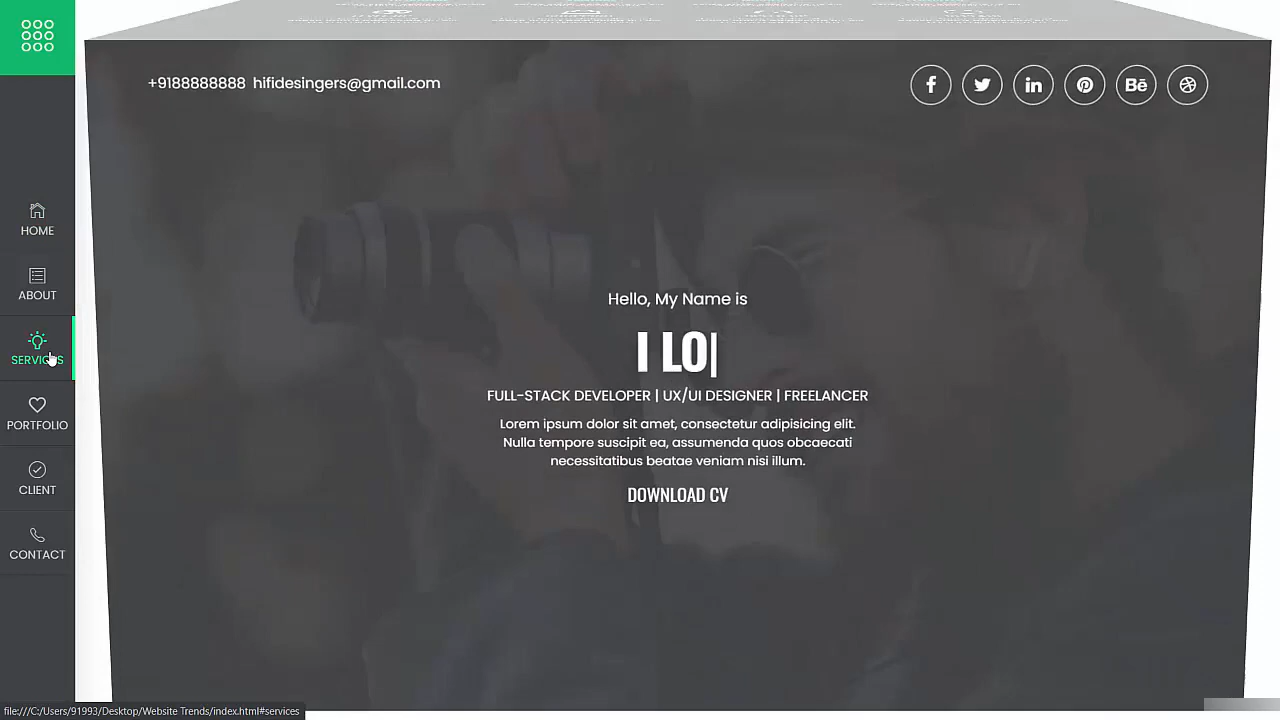 +9188888888 hifidesingers@gmail.com
Bē
HOME
ABOUT
SERVICES
PORTFOLIO
CLIENT
CONTACT
Hello, My Name is
I LO|
FULL-STACK DEVELOPER | UX/UI DESIGNER | FREELANCER
Lorem ipsum dolor sit amet, consectetur adipisicing elit.
Nulla tempore suscipit ea, assumenda quos obcaecati
necessitatibus beatae veniam nisi illum.
DOWNLOAD CV
file:///C:/Users/91993/Desktop/Website Trends/index.html#services